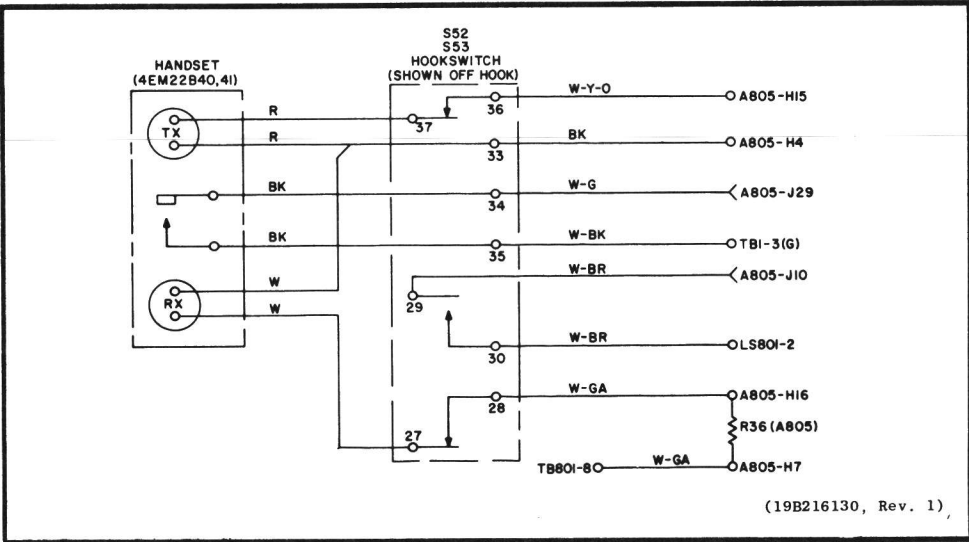 S52
S53
HOOKSWITCH
(SHOWN OFF HOOK)
HANDSET
(4EM22B40,41)
TX
R
R
37
36
W-Y-O
A805-H15
33
BK
A805-H4
BK
34
W-G
A805-J29
BK
35
W-BK
TB1-3(G)
RX
W
W
29
W-BR
A805-J10
30
W-BR
LS801-2
28
W-GA
A805-H16
R36 (A805)
27
TB801-8
W-GA
A805-H7
(19B216130, Rev. 1)